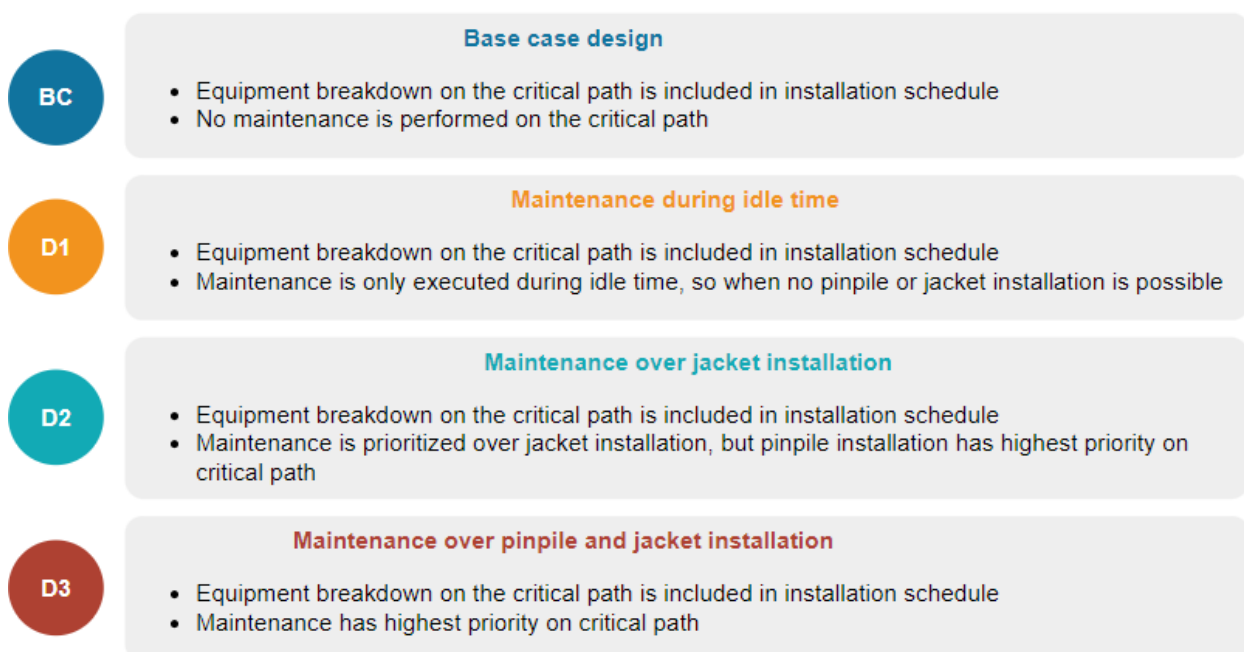 Base case design
BC
• Equipment breakdown on the critical path is included in installation schedule
• No maintenance is performed on the critical path
Maintenance during idle time
D1
• Equipment breakdown on the critical path is included in installation schedule
• Maintenance is only executed during idle time, so when no pinpile or jacket installation is possible
Maintenance over jacket installation
D2
• Equipment breakdown on the critical path is included in installation schedule
• Maintenance is prioritized over jacket installation, but pinpile installation has highest priority on
critical path
Maintenance over pinpile and jacket installation
D3
• Equipment breakdown on the critical path is included in installation schedule
• Maintenance has highest priority on critical path